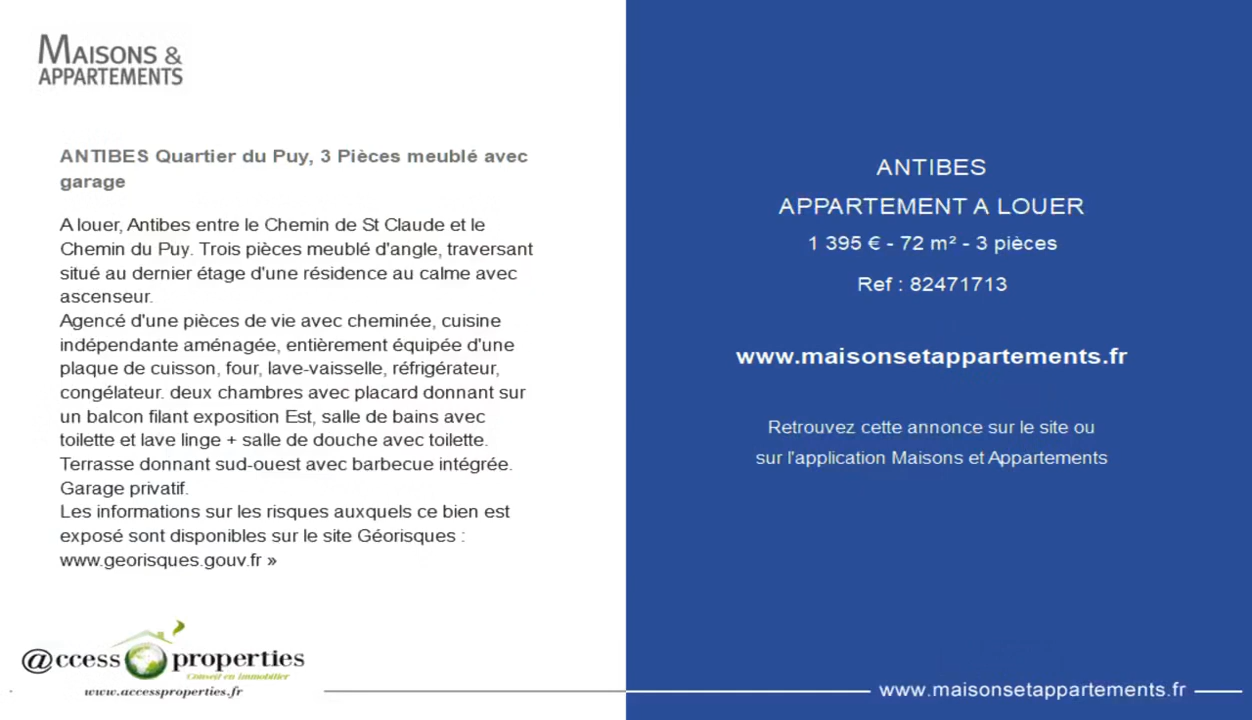 MAISONS &
APPARTEMENTS
ANTIBES Quartier du Puy, 3 Pièces meublé avec
garage
A louer, Antibes entre le Chemin de St Claude et le
Chemin du Puy. Trois pièces meublé d'angle, traversant
situé au dernier étage d'une résidence au calme avec
ascenseur.
Agencé d'une pièces de vie avec cheminée, cuisine
indépendante aménagée, entièrement équipée d'une
plaque de cuisson, four, lave-vaisselle, réfrigérateur,
congélateur. deux chambres avec placard donnant sur
un balcon filant exposition Est, salle de bains avec
toilette et lave linge + salle de douche avec toilette.
Terrasse donnant sud-ouest avec barbecue intégrée.
Garage privatif.
Les informations sur les risques auxquels ce bien est
exposé sont disponibles sur le site Géorisques :
www.georisques.gouv.fr »
@ccess properties
Conseil en immobilier
www.accessproperties.fr
ANTIBES
APPARTEMENT A LOUER
1 395 € - 72 m² - 3 pièces
Ref : 82471713
www.maisonsetappartements.fr
Retrouvez cette annonce sur le site ou
sur l'application Maisons et Appartements
www.maisonsetappartements.fr